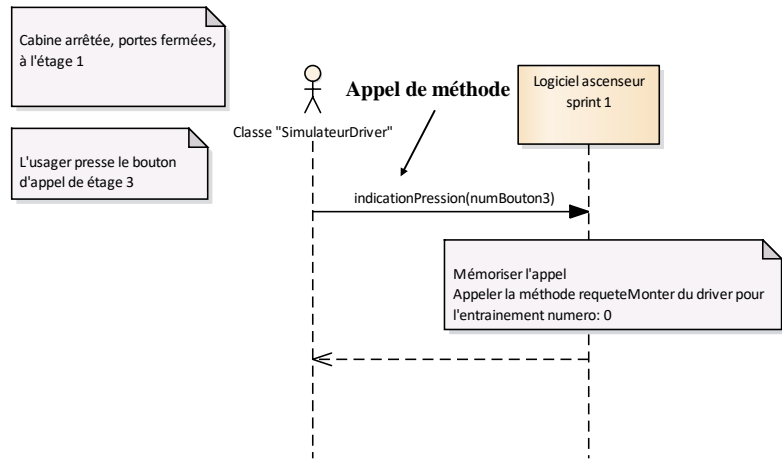 Cabine arrêtée, portes fermées,
à l'étage 1
L'usager presse le bouton
d'appel de étage 3
Appel de méthode
Classe "SimulateurDriver"
Logiciel ascenseur
sprint 1
indicationPression(numBouton3)
Mémoriser l'appel
Appeler la méthode requeteMonter du driver pour
l'entrainement numero: 0